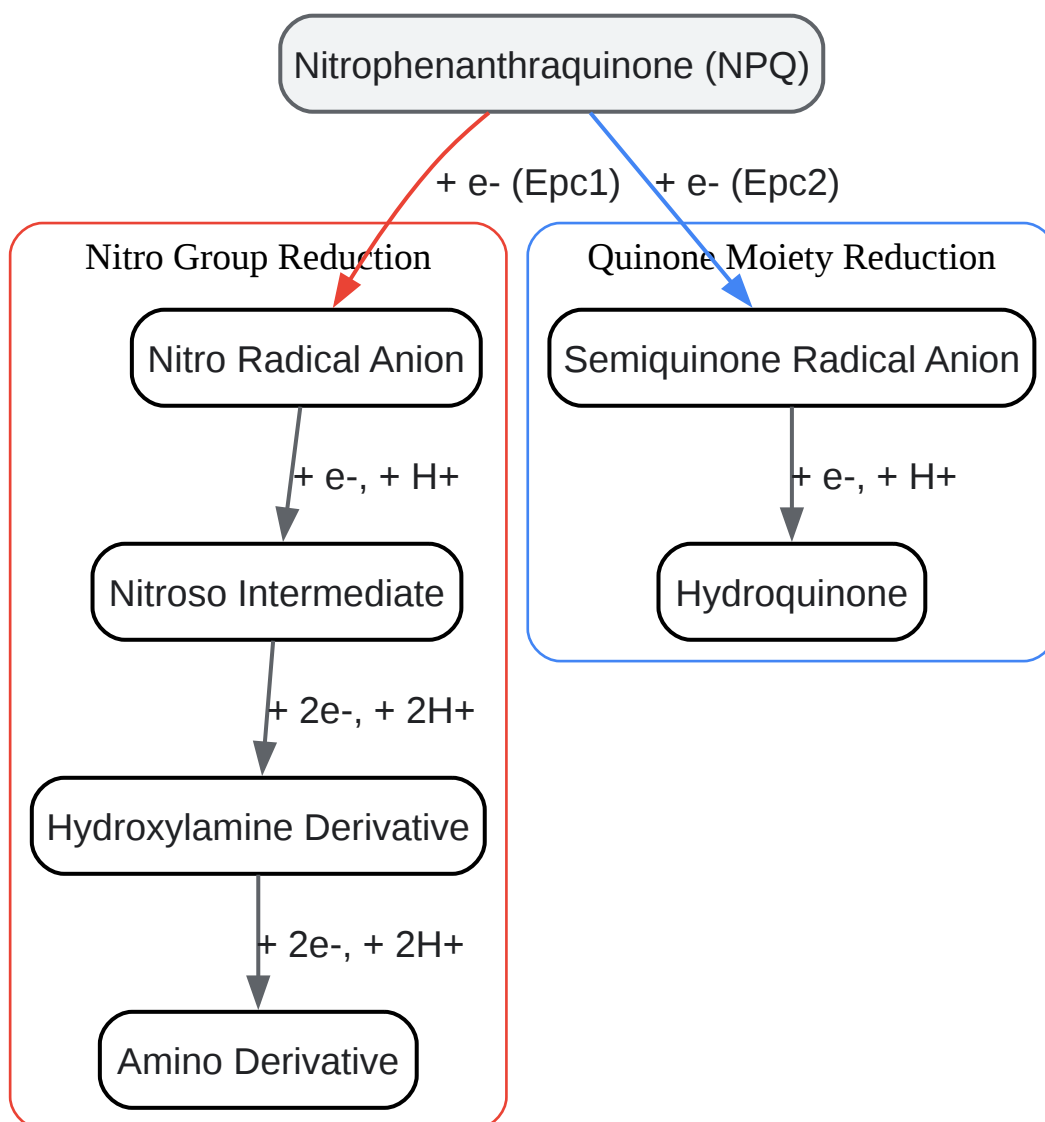 Nitrophenanthraquinone (NPQ)
+ e- (Epc1)
+ e- (Epc2)
Nitro Group Reduction
Quinone Moiety Reduction
Nitro Radical Anion
Semiquinone Radical Anion
+ e-, + H+
+ e-, + H+
Nitroso Intermediate
Hydroquinone
+ 2e-, + 2H+
Hydroxylamine Derivative
+ 2e-, + 2H+
Amino Derivative